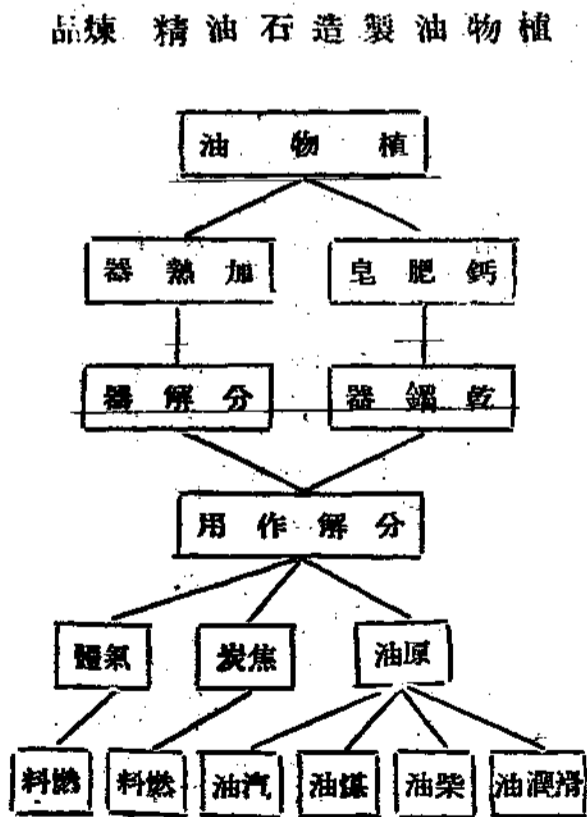 植物油製造石油精煉品
植物油
鈣肥皂
加熱器
乾鍋器
分解器
分解作用
原油
焦炭
氣體
滑潤油
柴油
煤油
汽油
燃料
燃料